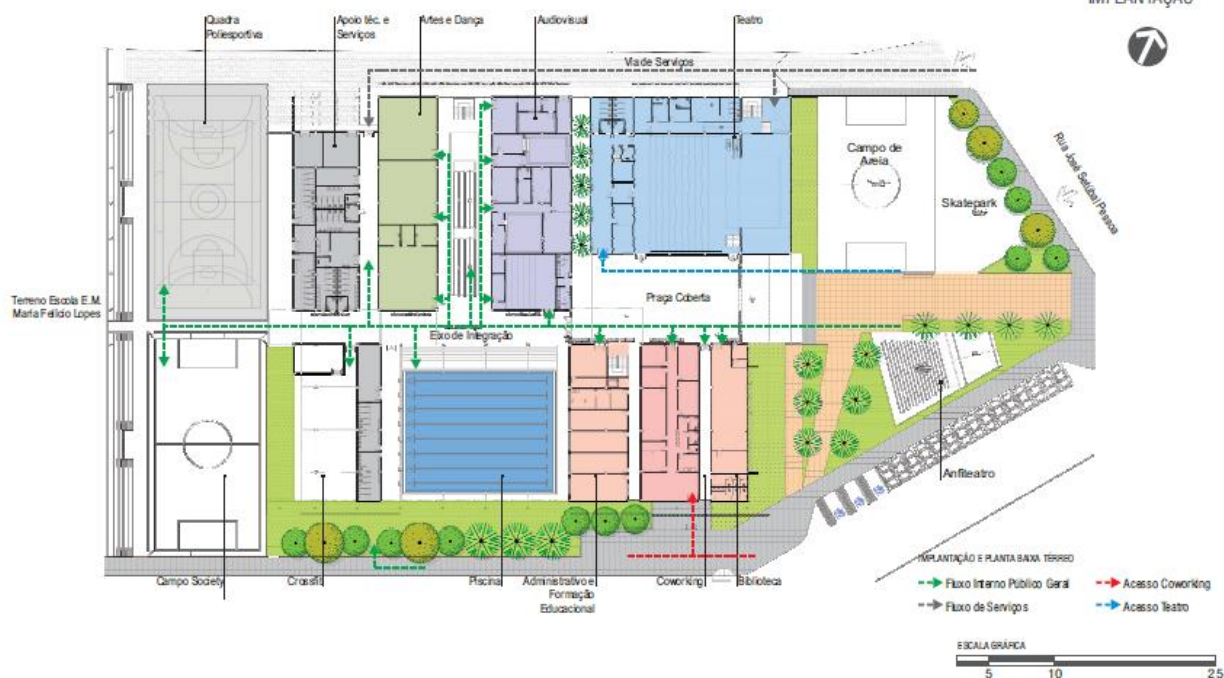 IMPLANTAÇÃO
Quadra
Poliesportiva
Apoio téc. e
Serviços
Artes e Dança
Audiovisual
Teatro
Via de Serviços
Campo de
Areia
Skatepark
Rua José Setúbal Pessoa
Terreno Escola E.M.
Maria Felício Lopes
Praça Coberta
Eixo de Integração
Anfiteatro
Campo Society
Crossfit
Piscina
Administrativo e
Formação
Educacional
Coworking
Biblioteca
IMPLANTAÇÃO E PLANTA BAIXA TÉRREO
Fluxo Interno Público Geral
Acesso Coworking
Fluxo de Serviços
Acesso Teatro
ESCALA GRÁFICA
5 10 25